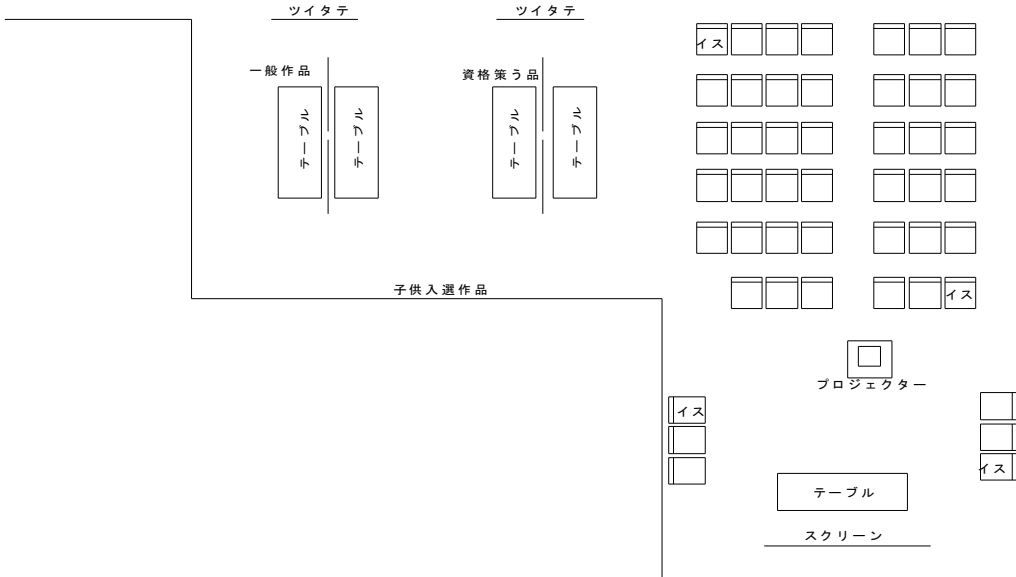 ツイタテ
ツイタテ
イス
一般作品
資格策う品
テーブル
テーブル
テーブル
テーブル
子供入選作品
イス
プロジェクター
イス
イス
テーブル
スクリーン